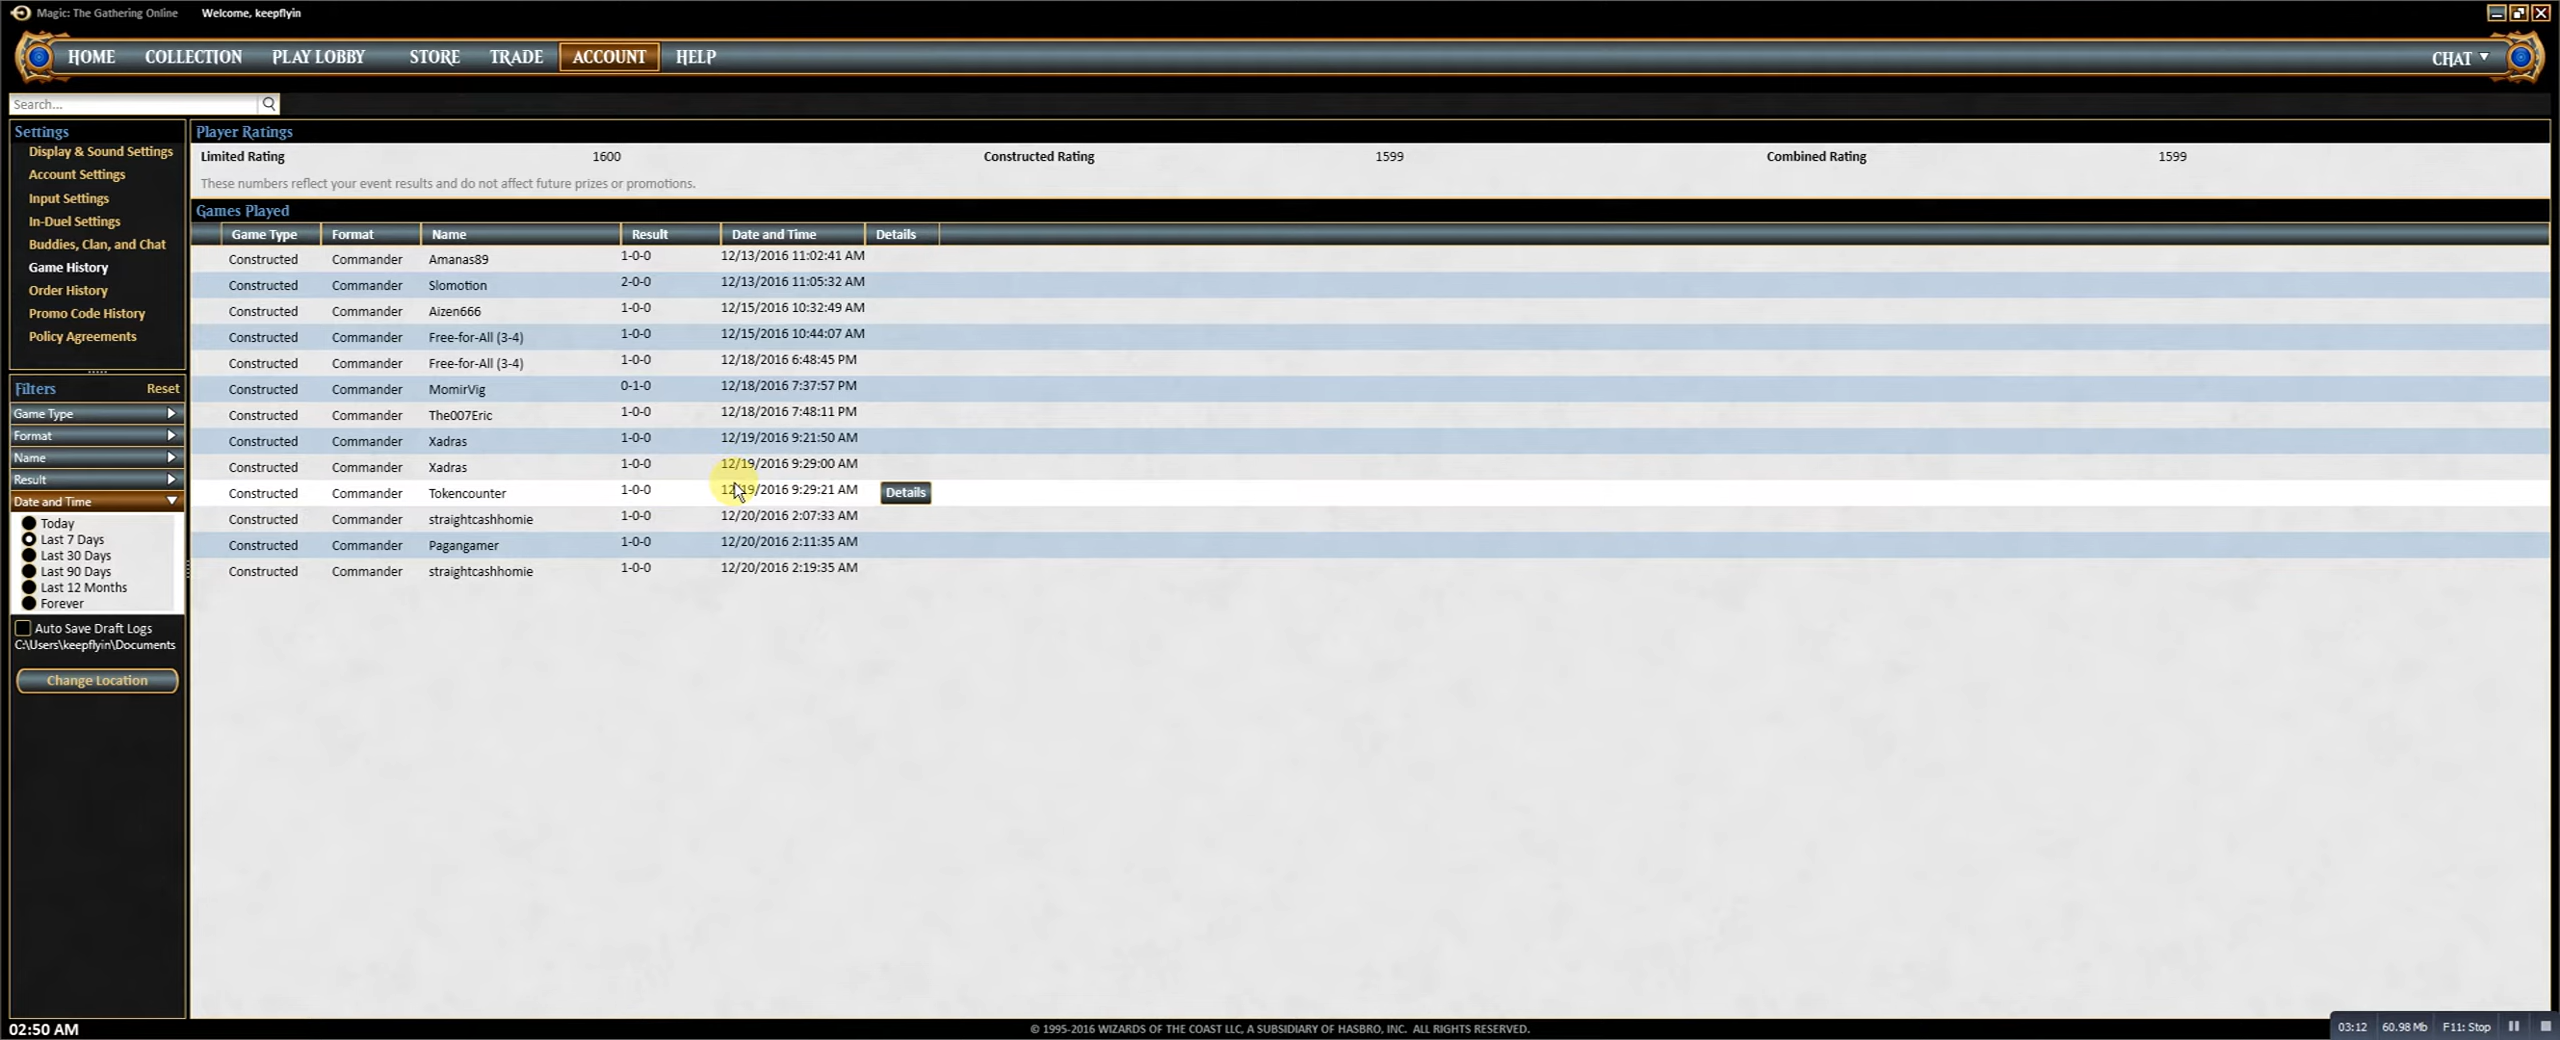 Magic: The Gathering Online Welcome, keepflyin
HOME COLLECTION PLAY LOBBY STORE TRADE ACCOUNT HELP CHAT
Search...
Settings
Display & Sound Settings
Account Settings
Input Settings
In-Duel Settings
Buddies, Clan, and Chat
Game History
Order History
Promo Code History
Policy Agreements
Filters Reset
Game Type
Format
Name
Result
Date and Time
Today
Last 7 Days
Last 30 Days
Last 90 Days
Last 12 Months
Forever
Auto Save Draft Logs
C:\Users\keepflyin\Documents
Change Location
Player Ratings
Limited Rating 1600 Constructed Rating 1599 Combined Rating 1599
These numbers reflect your event results and do not affect future prizes or promotions.
Games Played
Game Type Format Name Result Date and Time Details
Constructed Commander Amanas89 1-0-0 12/13/2016 11:02:41 AM
Constructed Commander Slomotion 2-0-0 12/13/2016 11:05:32 AM
Constructed Commander Aizen666 1-0-0 12/15/2016 10:32:49 AM
Constructed Commander Free-for-All (3-4) 1-0-0 12/15/2016 10:44:07 AM
Constructed Commander Free-for-All (3-4) 1-0-0 12/18/2016 6:48:45 PM
Constructed Commander MomirVig 0-1-0 12/18/2016 7:37:57 PM
Constructed Commander The007Eric 1-0-0 12/18/2016 7:48:11 PM
Constructed Commander Xadras 1-0-0 12/19/2016 9:21:50 AM
Constructed Commander Xadras 1-0-0 12/19/2016 9:29:00 AM
Constructed Commander Tokencounter 1-0-0 12/19/2016 9:29:21 AM Details
Constructed Commander straightcashhomie 1-0-0 12/20/2016 2:07:33 AM
Constructed Commander Pagangamer 1-0-0 12/20/2016 2:11:35 AM
Constructed Commander straightcashhomie 1-0-0 12/20/2016 2:19:35 AM
02:50 AM © 1995-2016 WIZARDS OF THE COAST LLC, A SUBSIDIARY OF HASBRO, INC. ALL RIGHTS RESERVED. 03:12 60.98 Mb F11: Stop